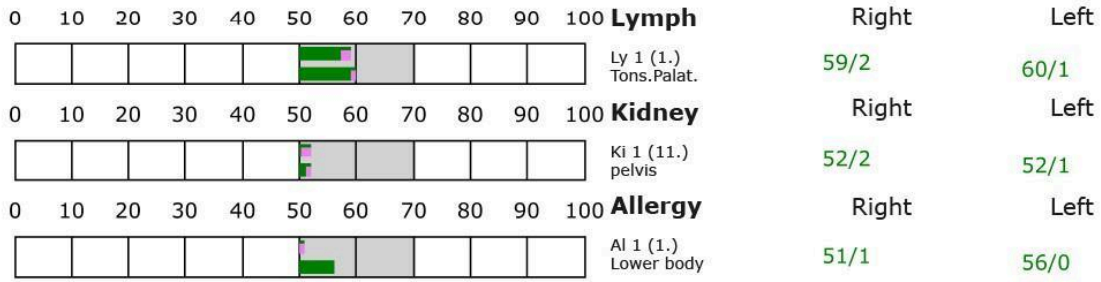 0 10 20 30 40 50 60 70 80 90 100 Lymph Right Left
Ly 1 (1.)
Tons.Palat.
59/2 60/1
0 10 20 30 40 50 60 70 80 90 100 Kidney Right Left
Ki 1 (11.)
pelvis
52/2 52/1
0 10 20 30 40 50 60 70 80 90 100 Allergy Right Left
Al 1 (1.)
Lower body
51/1 56/0